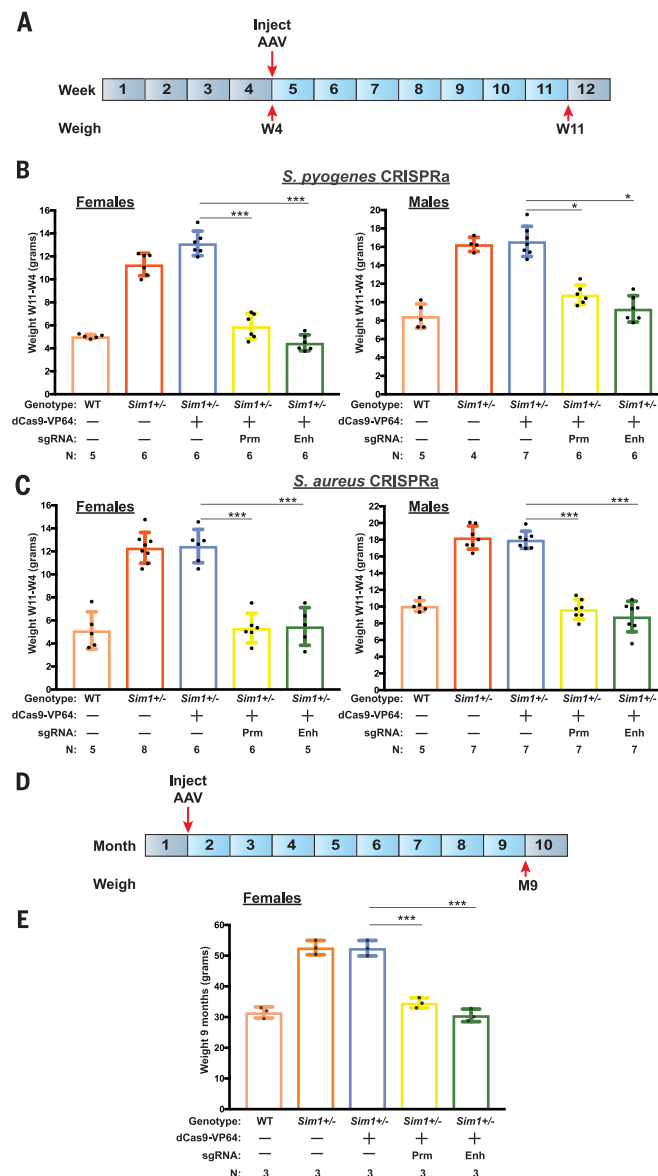 A
Inject
AAV
Week 1 2 3 4 5 6 7 8 9 10 11 12
Weigh W4 W11
B
S. pyogenes CRISPRa
Females
Weight W11-W4 (grams)
16
14
12
10
8
6
4
2
0
*** ***
Genotype: WT Sim1+/- Sim1+/- Sim1+/- Sim1+/-
dCas9-VP64: — — + + +
sgRNA: — — — Prm Enh
N: 5 6 6 6 6
Males
Weight W11-W4 (grams)
20
18
16
14
12
10
8
6
4
2
0
* *
Genotype: WT Sim1+/- Sim1+/- Sim1+/- Sim1+/-
dCas9-VP64: — — + + +
sgRNA: — — — Prm Enh
N: 5 4 7 6 6
C
S. aureus CRISPRa
Females
Weight W11-W4 (grams)
16
14
12
10
8
6
4
2
0
*** ***
Genotype: WT Sim1+/- Sim1+/- Sim1+/- Sim1+/-
dCas9-VP64: — — + + +
sgRNA: — — — Prm Enh
N: 5 8 6 6 5
Males
Weight W11-W4 (grams)
22
20
18
16
14
12
10
8
6
4
2
0
*** ***
Genotype: WT Sim1+/- Sim1+/- Sim1+/- Sim1+/-
dCas9-VP64: — — + + +
sgRNA: — — — Prm Enh
N: 5 7 7 7 7
D
Inject
AAV
Month 1 2 3 4 5 6 7 8 9 10
Weigh M9
E
Females
Weight 9 months (grams)
60
50
40
30
20
10
0
*** ***
Genotype: WT Sim1+/- Sim1+/- Sim1+/- Sim1+/-
dCas9-VP64: — — + + +
sgRNA: — — — Prm Enh
N: 3 3 3 3 3